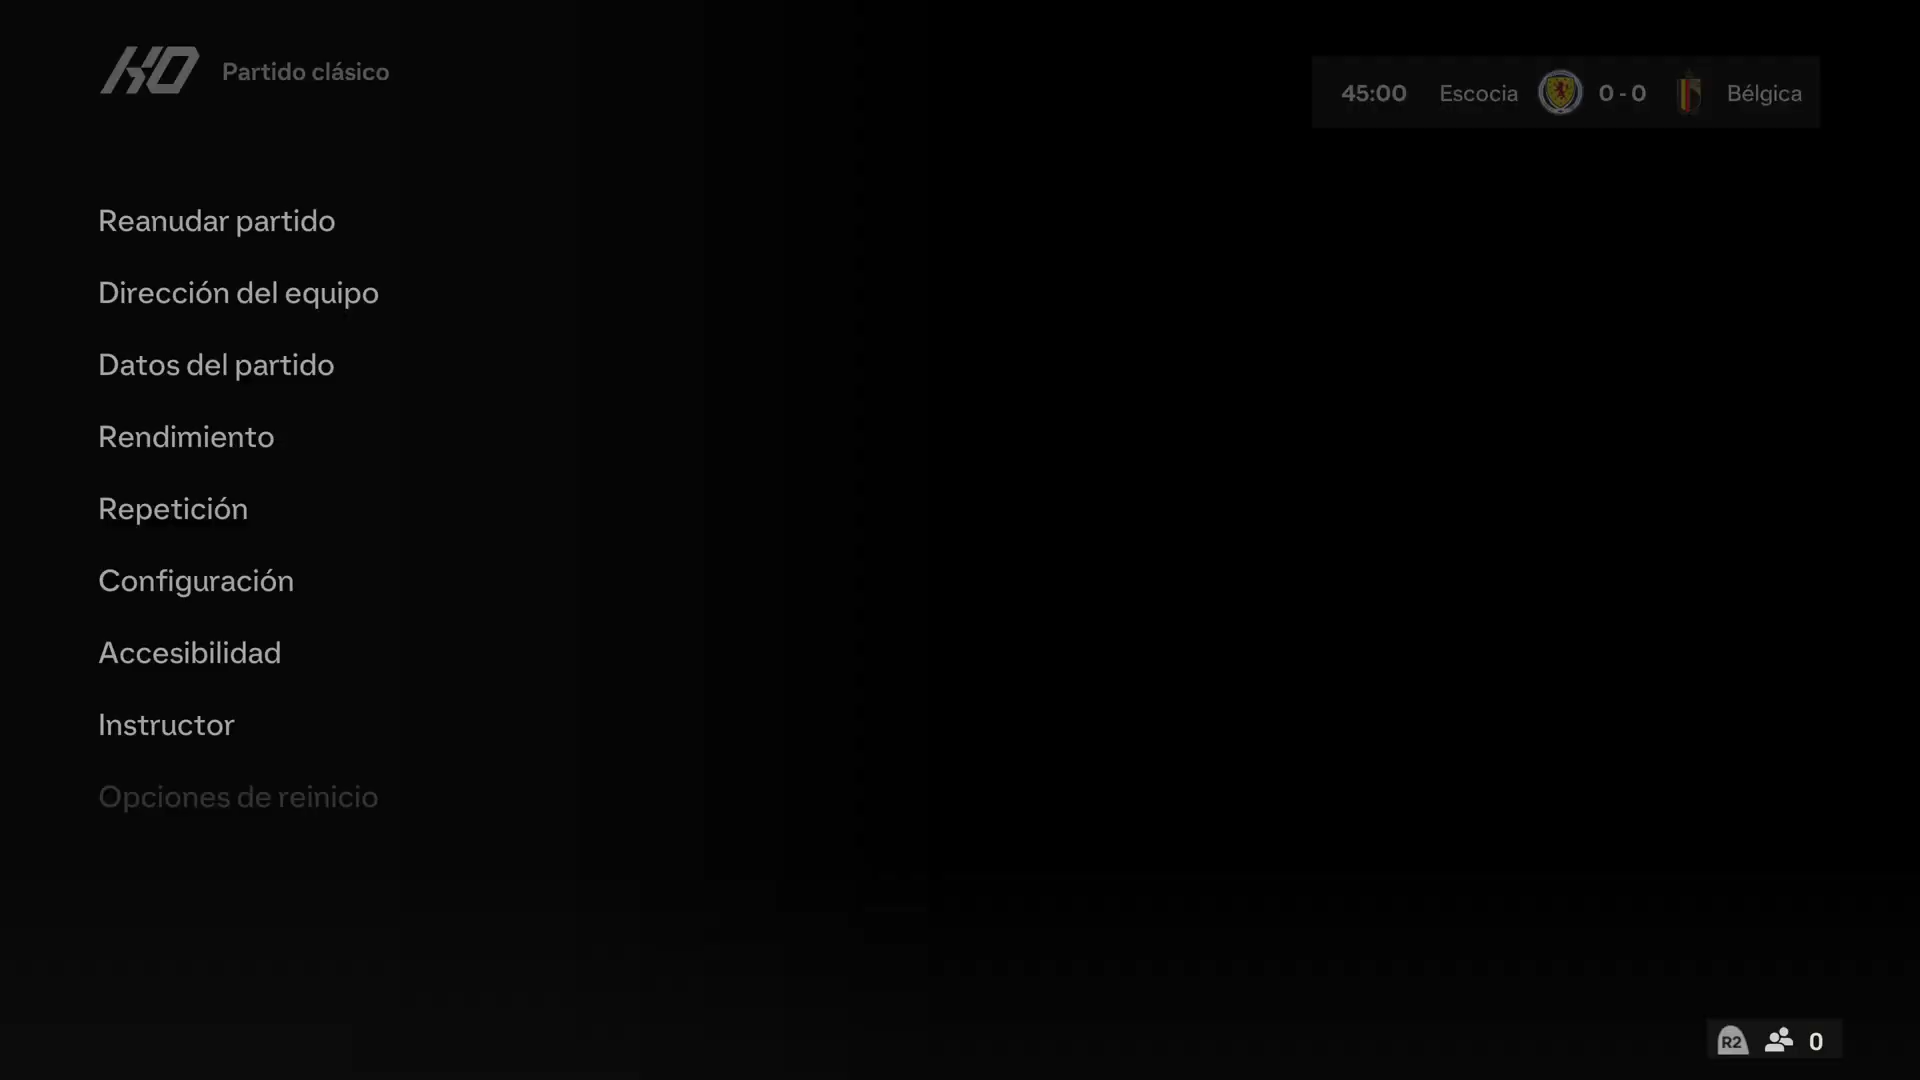 KO Partido clásico
45:00 Escocia 0 - 0 Bélgica
Reanudar partido
Dirección del equipo
Datos del partido
Rendimiento
Repetición
Configuración
Accesibilidad
Instructor
Opciones de reinicio
R2 0